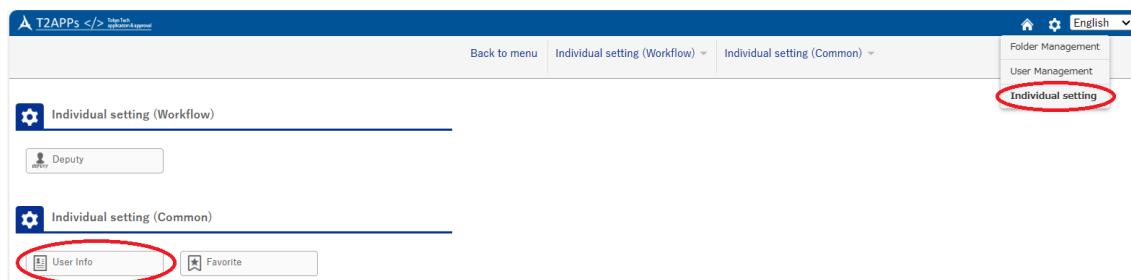 T2APPs </> Tokyo Tech
application & approval
English
Back to menu Individual setting (Workflow) Individual setting (Common)
Folder Management
User Management
Individual setting
Individual setting (Workflow)
DEPUTY Deputy
Individual setting (Common)
User Info Favorite